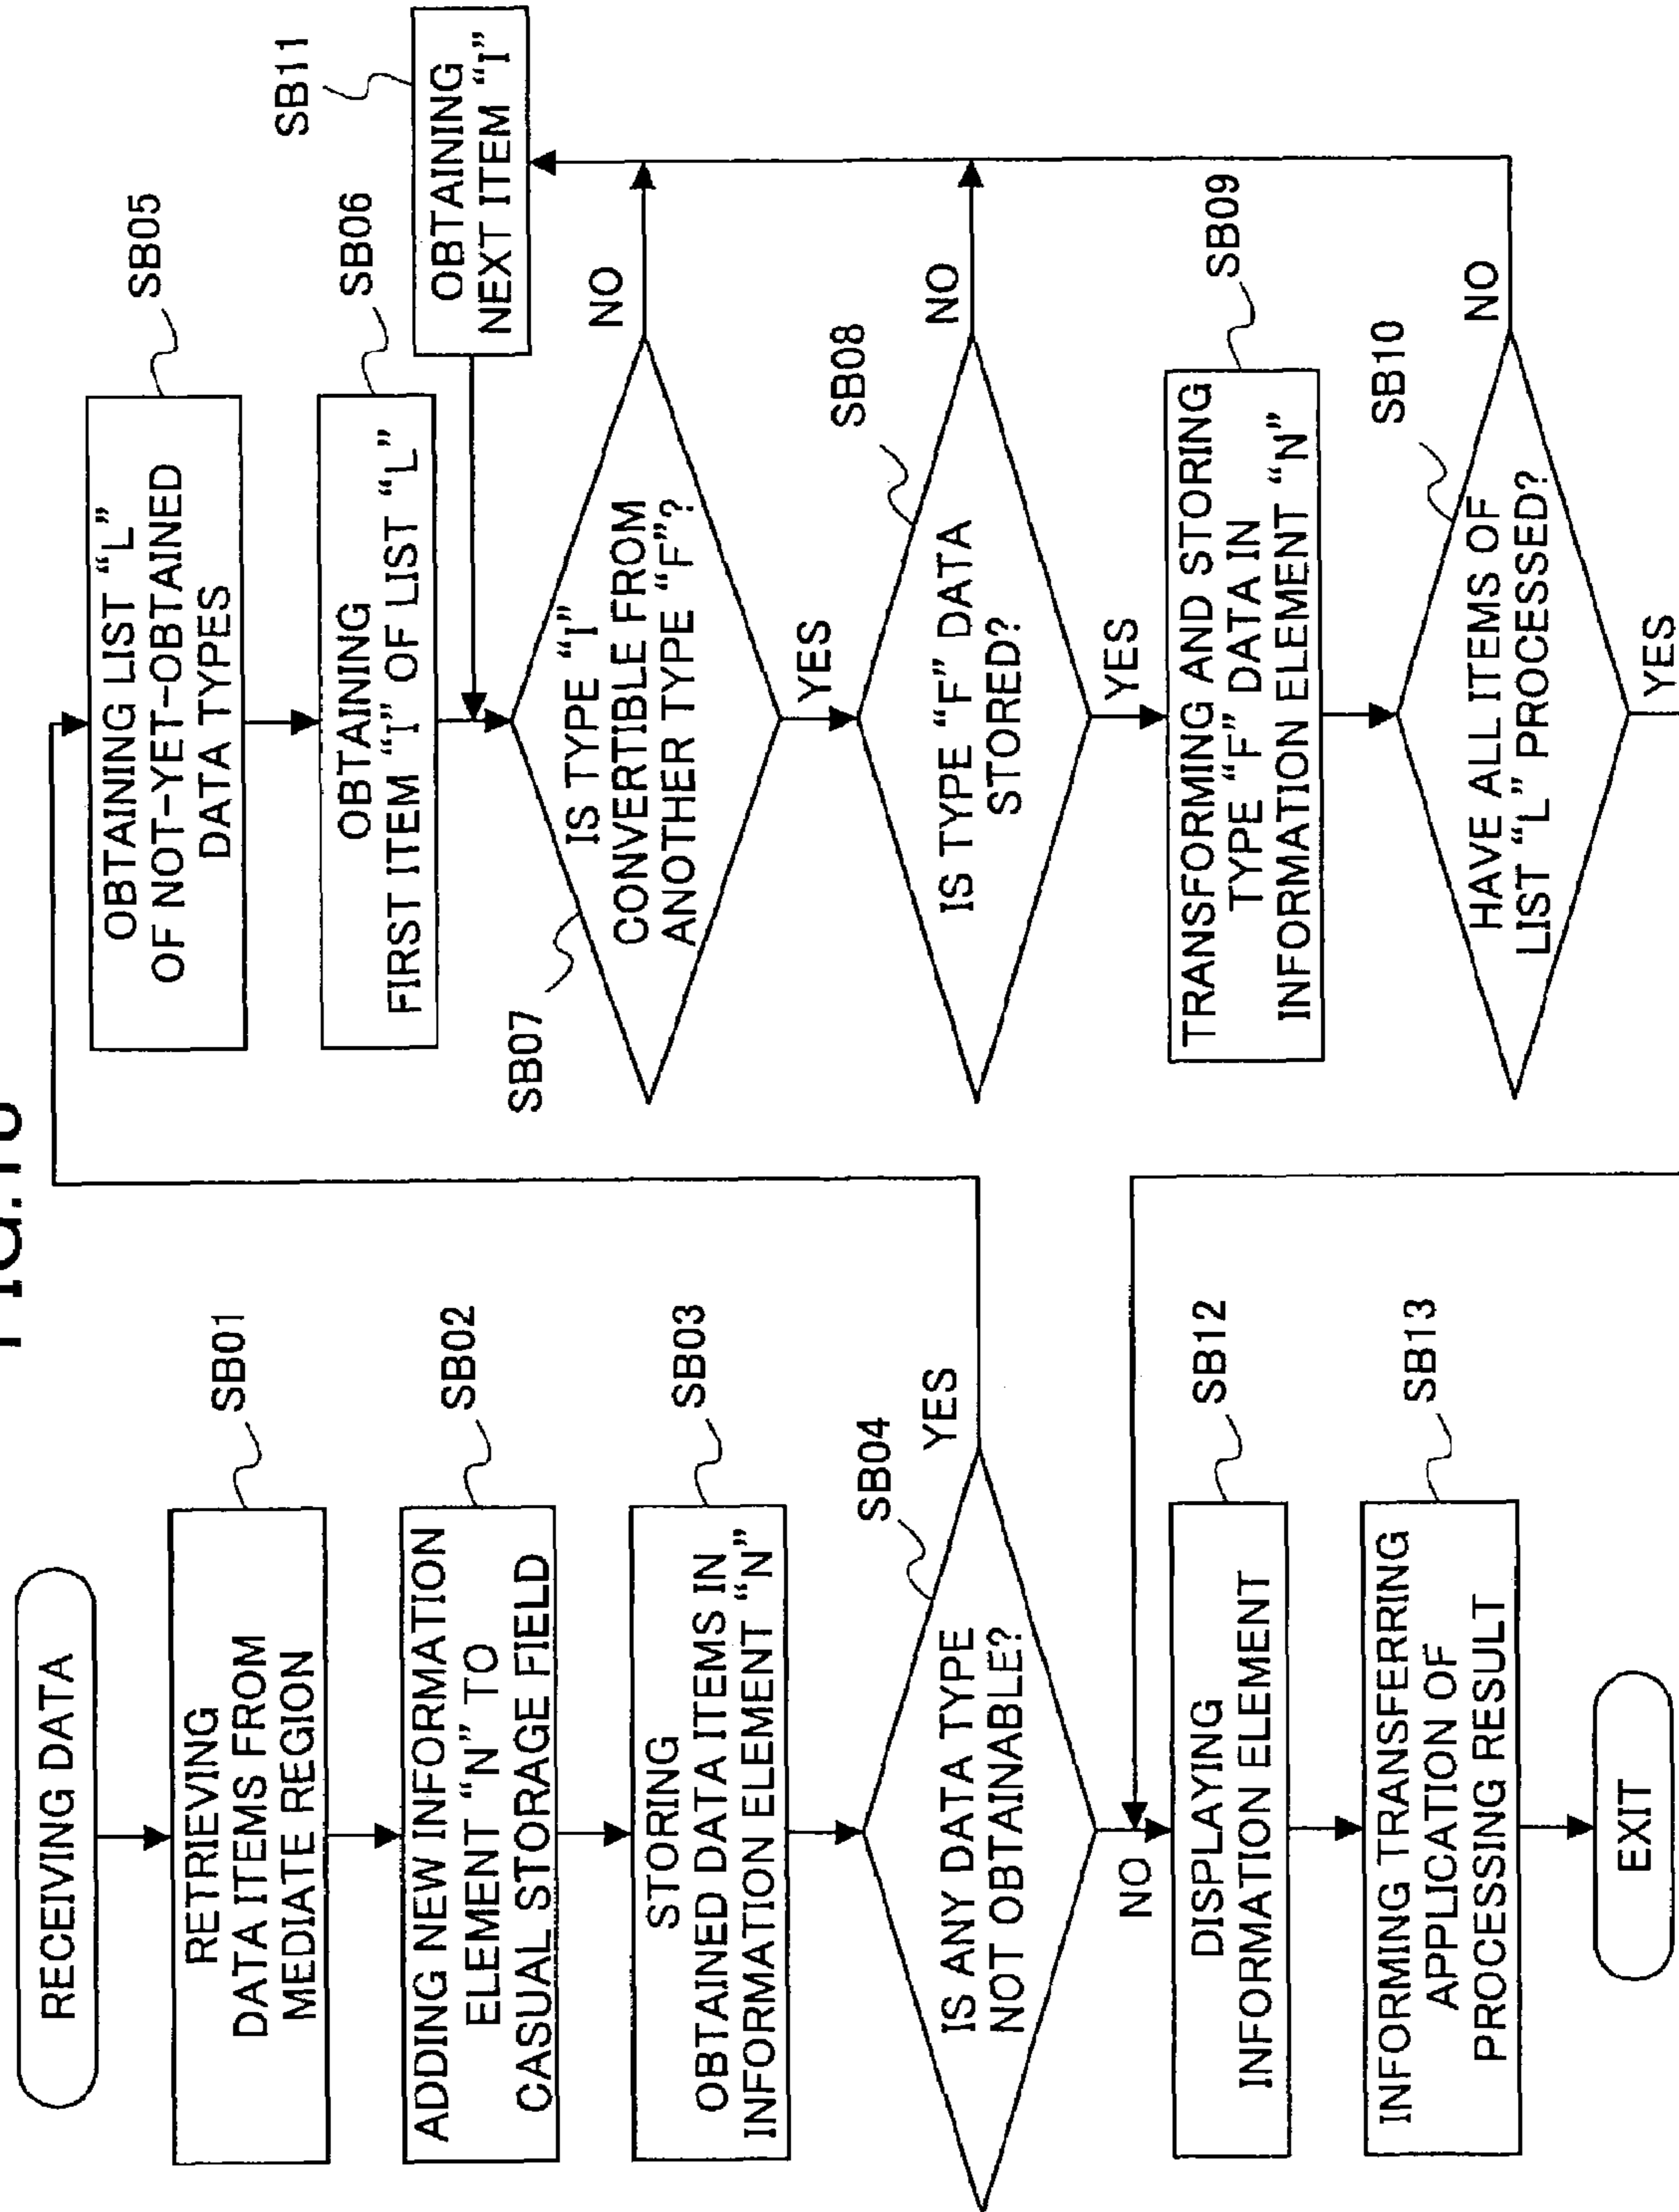 RECEIVING DATA
RETRIEVING
DATA ITEMS FROM
MEDIATE REGION
SB01
ADDING NEW INFORMATION
ELEMENT “N” TO
CASUAL STORAGE FIELD
SB02
STORING
OBTAINED DATA ITEMS IN
INFORMATION ELEMENT “N”
SB03
IS ANY DATA TYPE
NOT OBTAINABLE?
SB04
YES
NO
DISPLAYING
INFORMATION ELEMENT
SB12
INFORMING TRANSFERRING
APPLICATION OF
PROCESSING RESULT
SB13
EXIT
OBTAINING LIST “L”
OF NOT-YET-OBTAINED
DATA TYPES
SB05
OBTAINING
FIRST ITEM “I” OF LIST “L”
SB06
OBTAINING
NEXT ITEM “I”
SB11
IS TYPE “I”
CONVERTIBLE FROM
ANOTHER TYPE “F”?
SB07
NO
YES
IS TYPE “F” DATA
STORED?
SB08
NO
YES
TRANSFORMING AND STORING
TYPE “F” DATA IN
INFORMATION ELEMENT “N”
SB09
HAVE ALL ITEMS OF
LIST “L” PROCESSED?
SB10
NO
YES